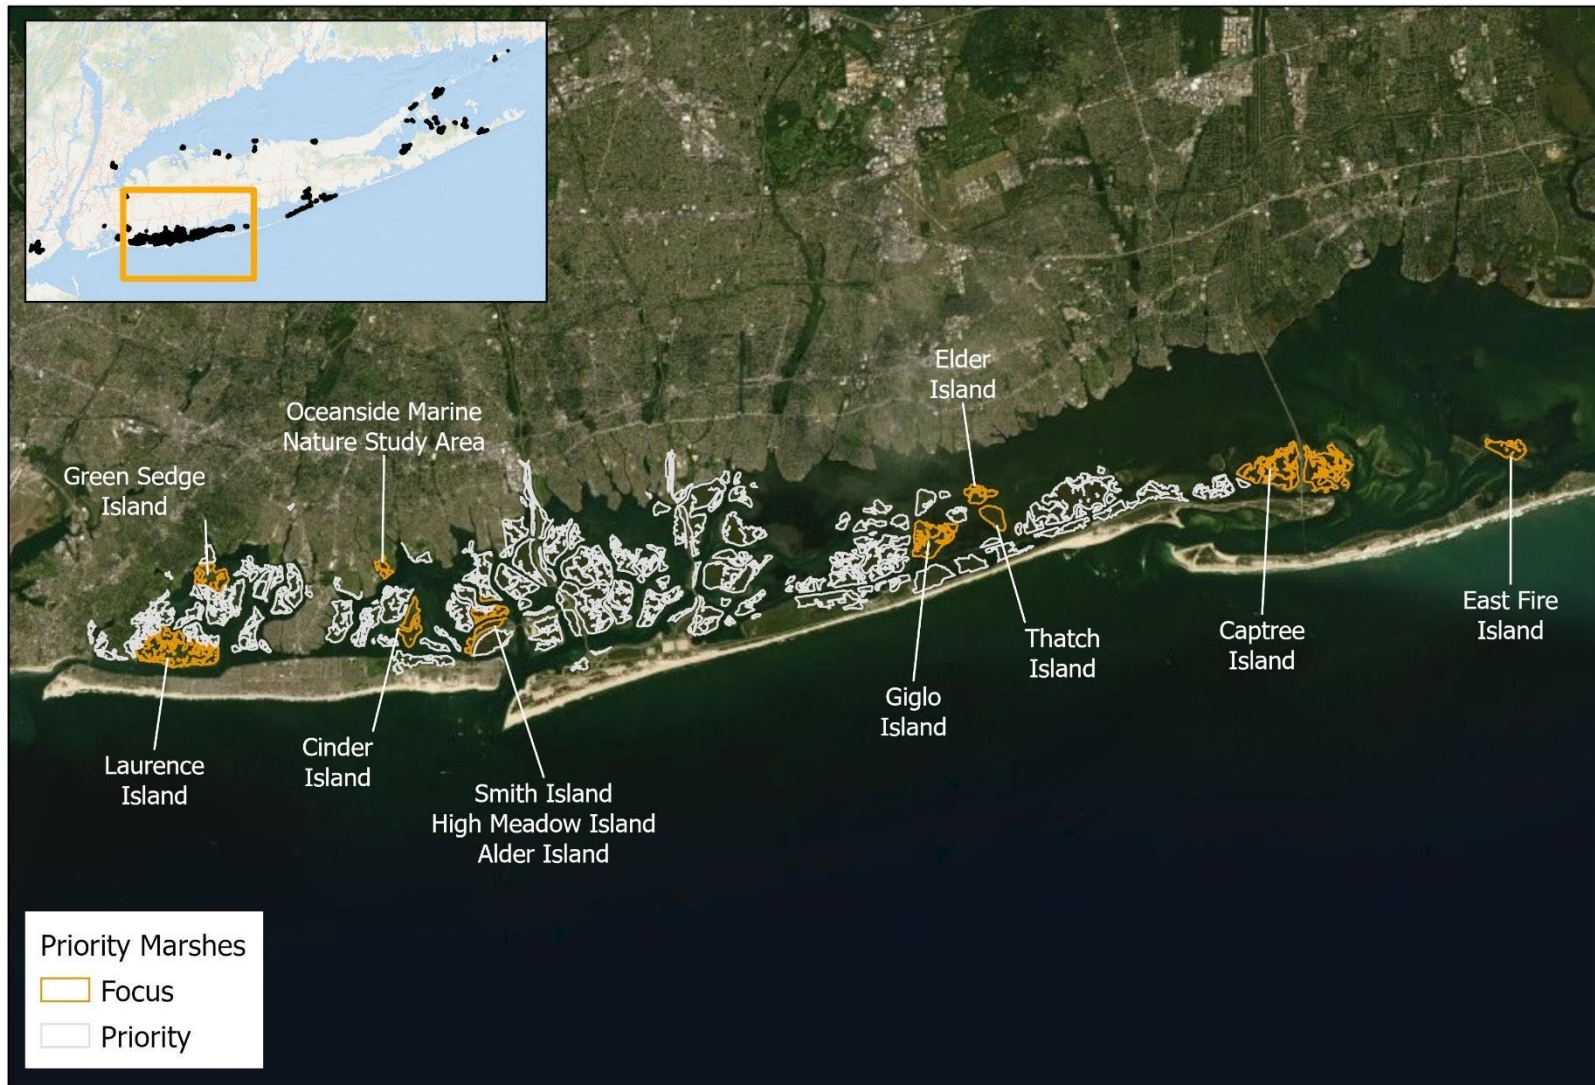 Elder
Island
Oceanside Marine
Nature Study Area
Green Sedge
Island
East Fire
Island
Captree
Island
Thatch
Island
Giglo
Island
Cinder
Island
Laurence
Island
Smith Island
High Meadow Island
Alder Island
Priority Marshes
Focus
Priority